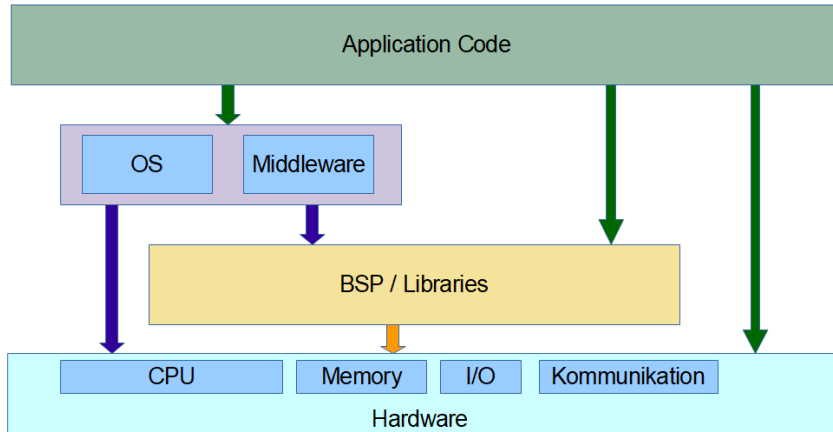 Application Code
OS
Middleware
BSP / Libraries
CPU
Memory
I/O
Kommunikation
Hardware